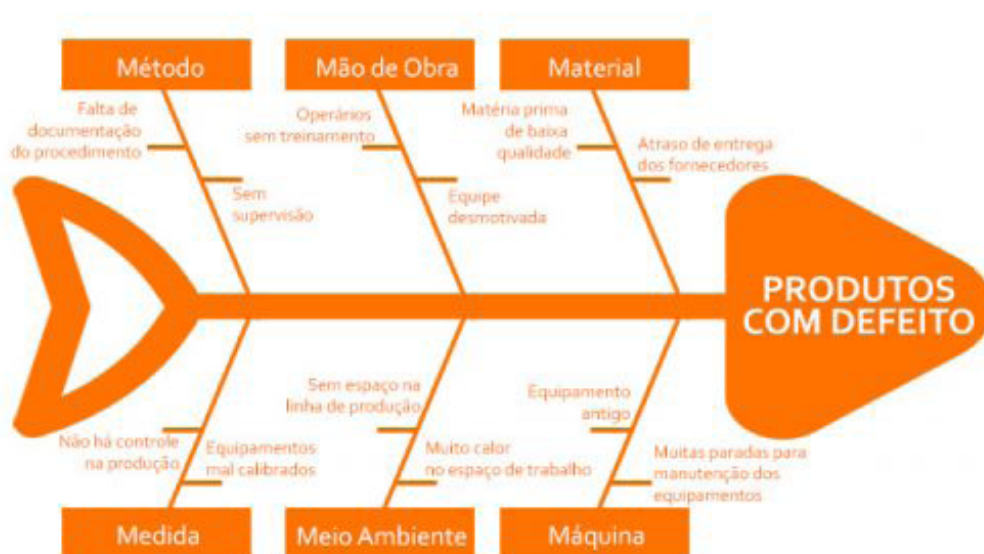 Método
Mão de Obra
Material
Falta de
documentação
do procedimento
Sem
supervisão
Operários
sem treinamento
Equipe
desmotivada
Matéria prima
de baixa
qualidade
Atraso de entrega
dos fornecedores
PRODUTOS
COM DEFEITO
Não há controle
na produção
Equipamentos
mal calibrados
Sem espaço na
linha de produção
Muito calor
no espaço de trabalho
Equipamento
antigo
Muitas paradas para
manutenção dos
equipamentos
Medida
Meio Ambiente
Máquina